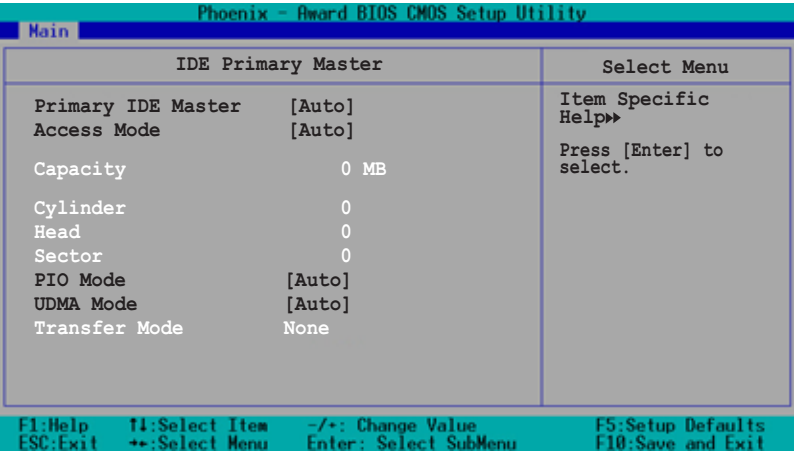 Phoenix - Award BIOS CMOS Setup Utility
Main
IDE Primary Master
Primary IDE Master [Auto]
Access Mode [Auto]
Capacity 0 MB
Cylinder 0
Head 0
Sector 0
PIO Mode [Auto]
UDMA Mode [Auto]
Transfer Mode None
Select Menu
Item Specific
Help▸▸
Press [Enter] to
select.
F1:Help ↑↓:Select Item -/+: Change Value F5:Setup Defaults
ESC:Exit →←:Select Menu Enter: Select SubMenu F10:Save and Exit